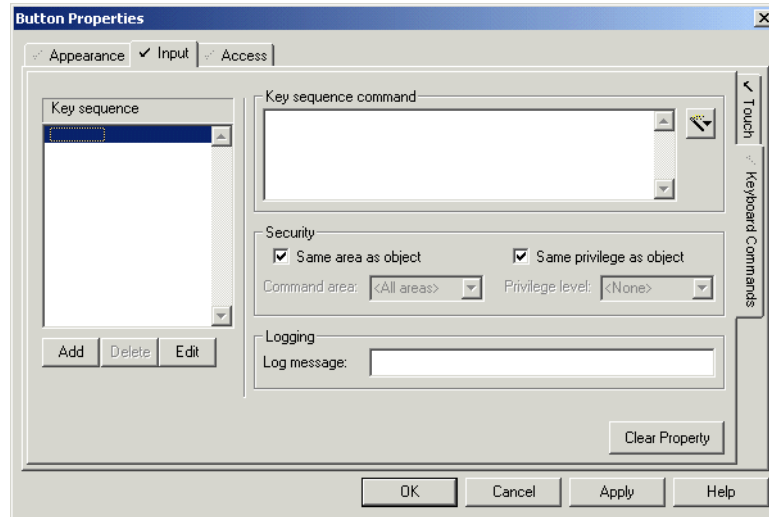 Button Properties
Appearance Input Access
Key sequence
Key sequence command
Touch
Keyboard Commands
Security
Same area as object Same privilege as object
Command area: <All areas> Privilege level: <None>
Logging
Log message:
Add Delete Edit
Clear Property
OK Cancel Apply Help